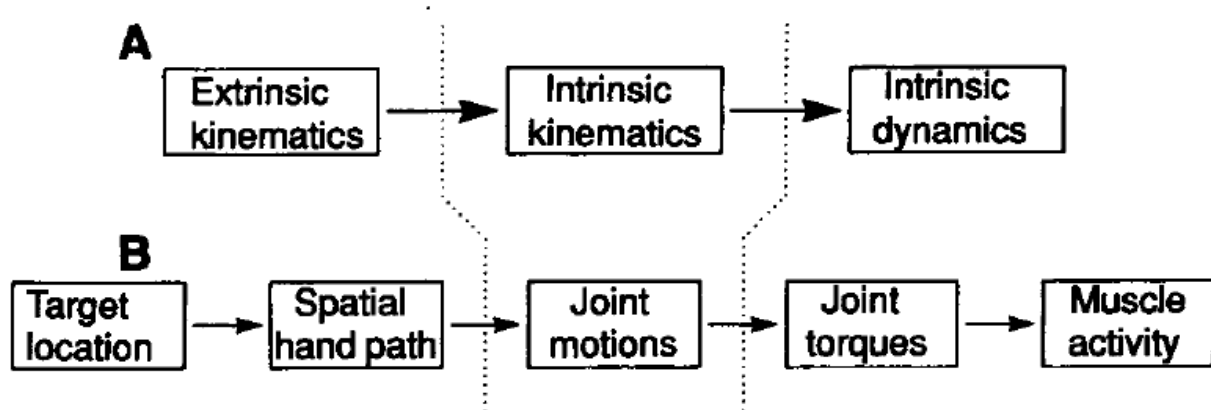 A
Extrinsic
kinematics
Intrinsic
kinematics
Intrinsic
dynamics
B
Target
location
Spatial
hand path
Joint
motions
Joint
torques
Muscle
activity